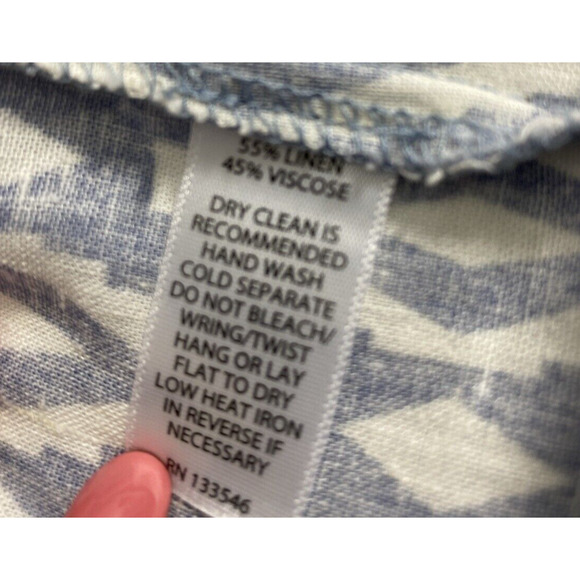 55% LINEN
45% VISCOSE
DRY CLEAN IS
RECOMMENDED
HAND WASH
COLD SEPARATE
DO NOT BLEACH/
WRING/TWIST
HANG OR LAY
FLAT TO DRY
LOW HEAT IRON
IN REVERSE IF
NECESSARY
RN 133546